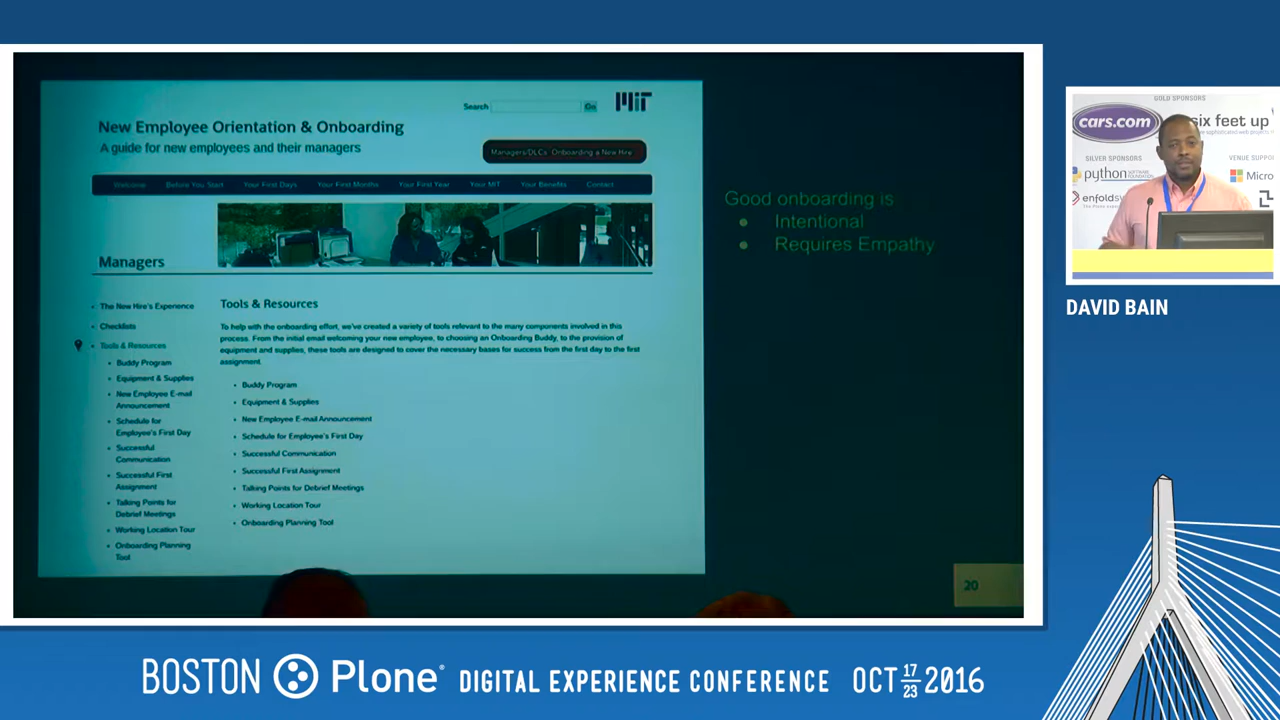 MIT
Search
Go
New Employee Orientation & Onboarding
A guide for new employees and their managers
Managers/DLCs: Onboarding a New Hire
Welcome Before You Start Your First Days Your First Months Your First Year Your MIT Your Benefits Contact
Managers
The New Hire's Experience
Checklists
Tools & Resources
Buddy Program
Equipment & Supplies
New Employee E-mail
Announcement
Schedule for
Employee's First Day
Successful
Communication
Successful First
Assignment
Talking Points for
Debrief Meetings
Working Location Tour
Onboarding Planning
Tool
Tools & Resources
To help with the onboarding effort, we've created a variety of tools relevant to the many components involved in this
process. From the initial email welcoming your new employee, to choosing an Onboarding Buddy, to the provision of
equipment and supplies, these tools are designed to cover the necessary bases for success from the first day to the first
assignment.
• Buddy Program
• Equipment & Supplies
• New Employee E-mail Announcement
• Schedule for Employee's First Day
• Successful Communication
• Successful First Assignment
• Talking Points for Debrief Meetings
• Working Location Tour
• Onboarding Planning Tool
Good onboarding is
● Intentional
● Requires Empathy
20
GOLD SPONSORS
cars.com
six feet up
SILVER SPONSORS
VENUE SUPP
python
Micro
enfold
DAVID BAIN
BOSTON Plone DIGITAL EXPERIENCE CONFERENCE OCT 17 23 2016